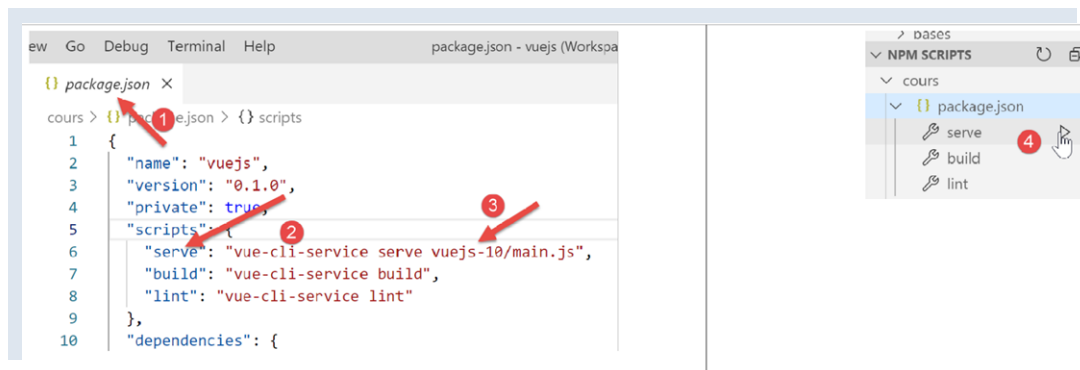 ew Go Debug Terminal Help package.json - vuejs (Workspa
{} package.json ×
cours > {} package.json > {} scripts
1 {
2 "name": "vuejs",
3 "version": "0.1.0",
4 "private": true,
5 "scripts": {
6 "serve": "vue-cli-service serve vuejs-10/main.js",
7 "build": "vue-cli-service build",
8 "lint": "vue-cli-service lint"
9 },
10 "dependencies": {
1
2
3
> bases
NPM SCRIPTS
cours
{} package.json
serve
build
lint
4